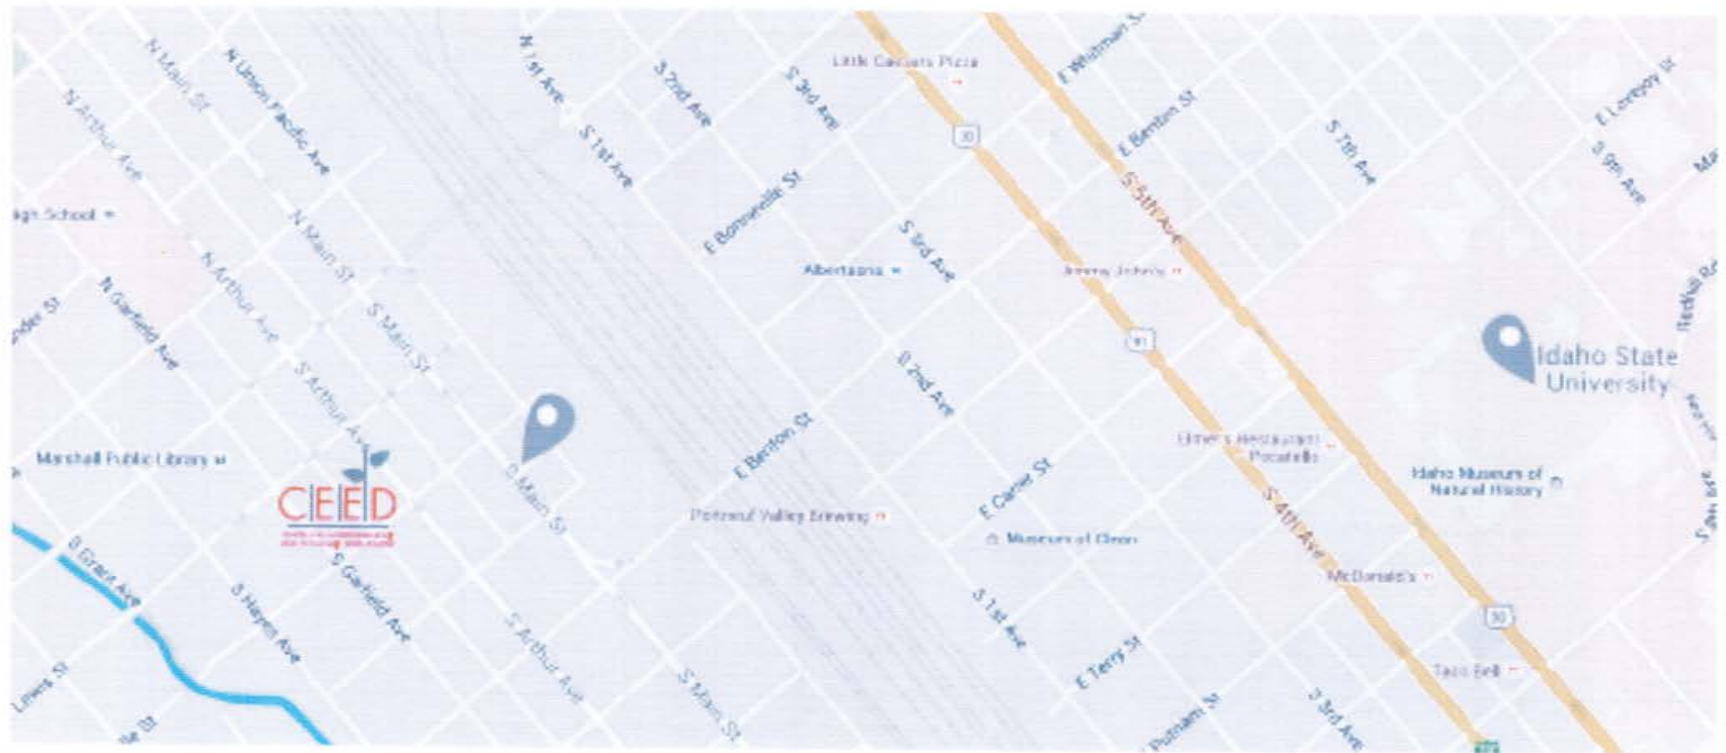 N Main St
N Union Pacific Ave
N 1st Ave
S 2nd Ave
S 3rd Ave
Little Caesars Pizza
E Whitman St
E Lovejoy St
N Arthur Ave
S 1st Ave
30
E Benton St
S 7th Ave
S 9th Ave
S 5th Ave
High School
N Main St
E Bonneville St
S 3rd Ave
Albertsons
Jimmy John's
N Arthur Ave
N Garfield Ave
S Main St
91
Idaho State
University
S Arthur Ave
S 2nd Ave
Marshall Public Library
CEED
S Main St
E Benton St
E Carter St
Elmer's Restaurant
Pocatello
Idaho Museum of
Natural History
Portneuf Valley Brewing
Museum of Clean
S 4th Ave
S Grant Ave
S Hayes Ave
S Garfield Ave
S Arthur Ave
S Main St
S 1st Ave
E Terry St
McDonald's
30
Taco Bell
Putnam St
S 3rd Ave